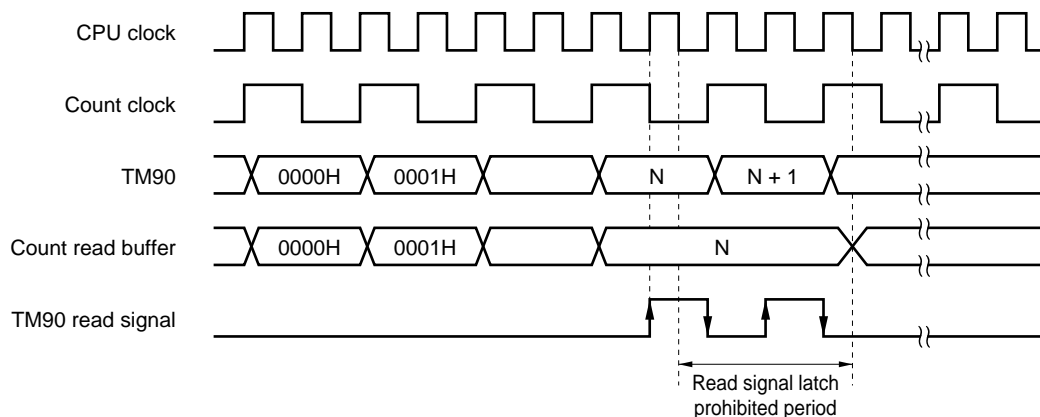 CPU clock
Count clock
TM90 0000H 0001H N N + 1
Count read buffer 0000H 0001H N
TM90 read signal
Read signal latch
prohibited period